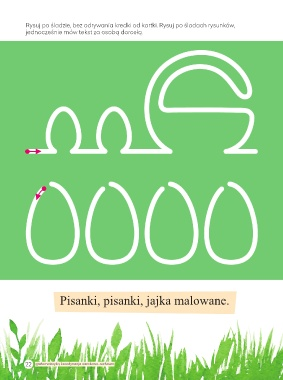 Rysuj po śladzie, bez odrywania kredki od kartki. Rysuj po śladach rysunków,
jednocześnie mów tekst za osobą dorosłą.
Pisanki, pisanki, jajka malowane.